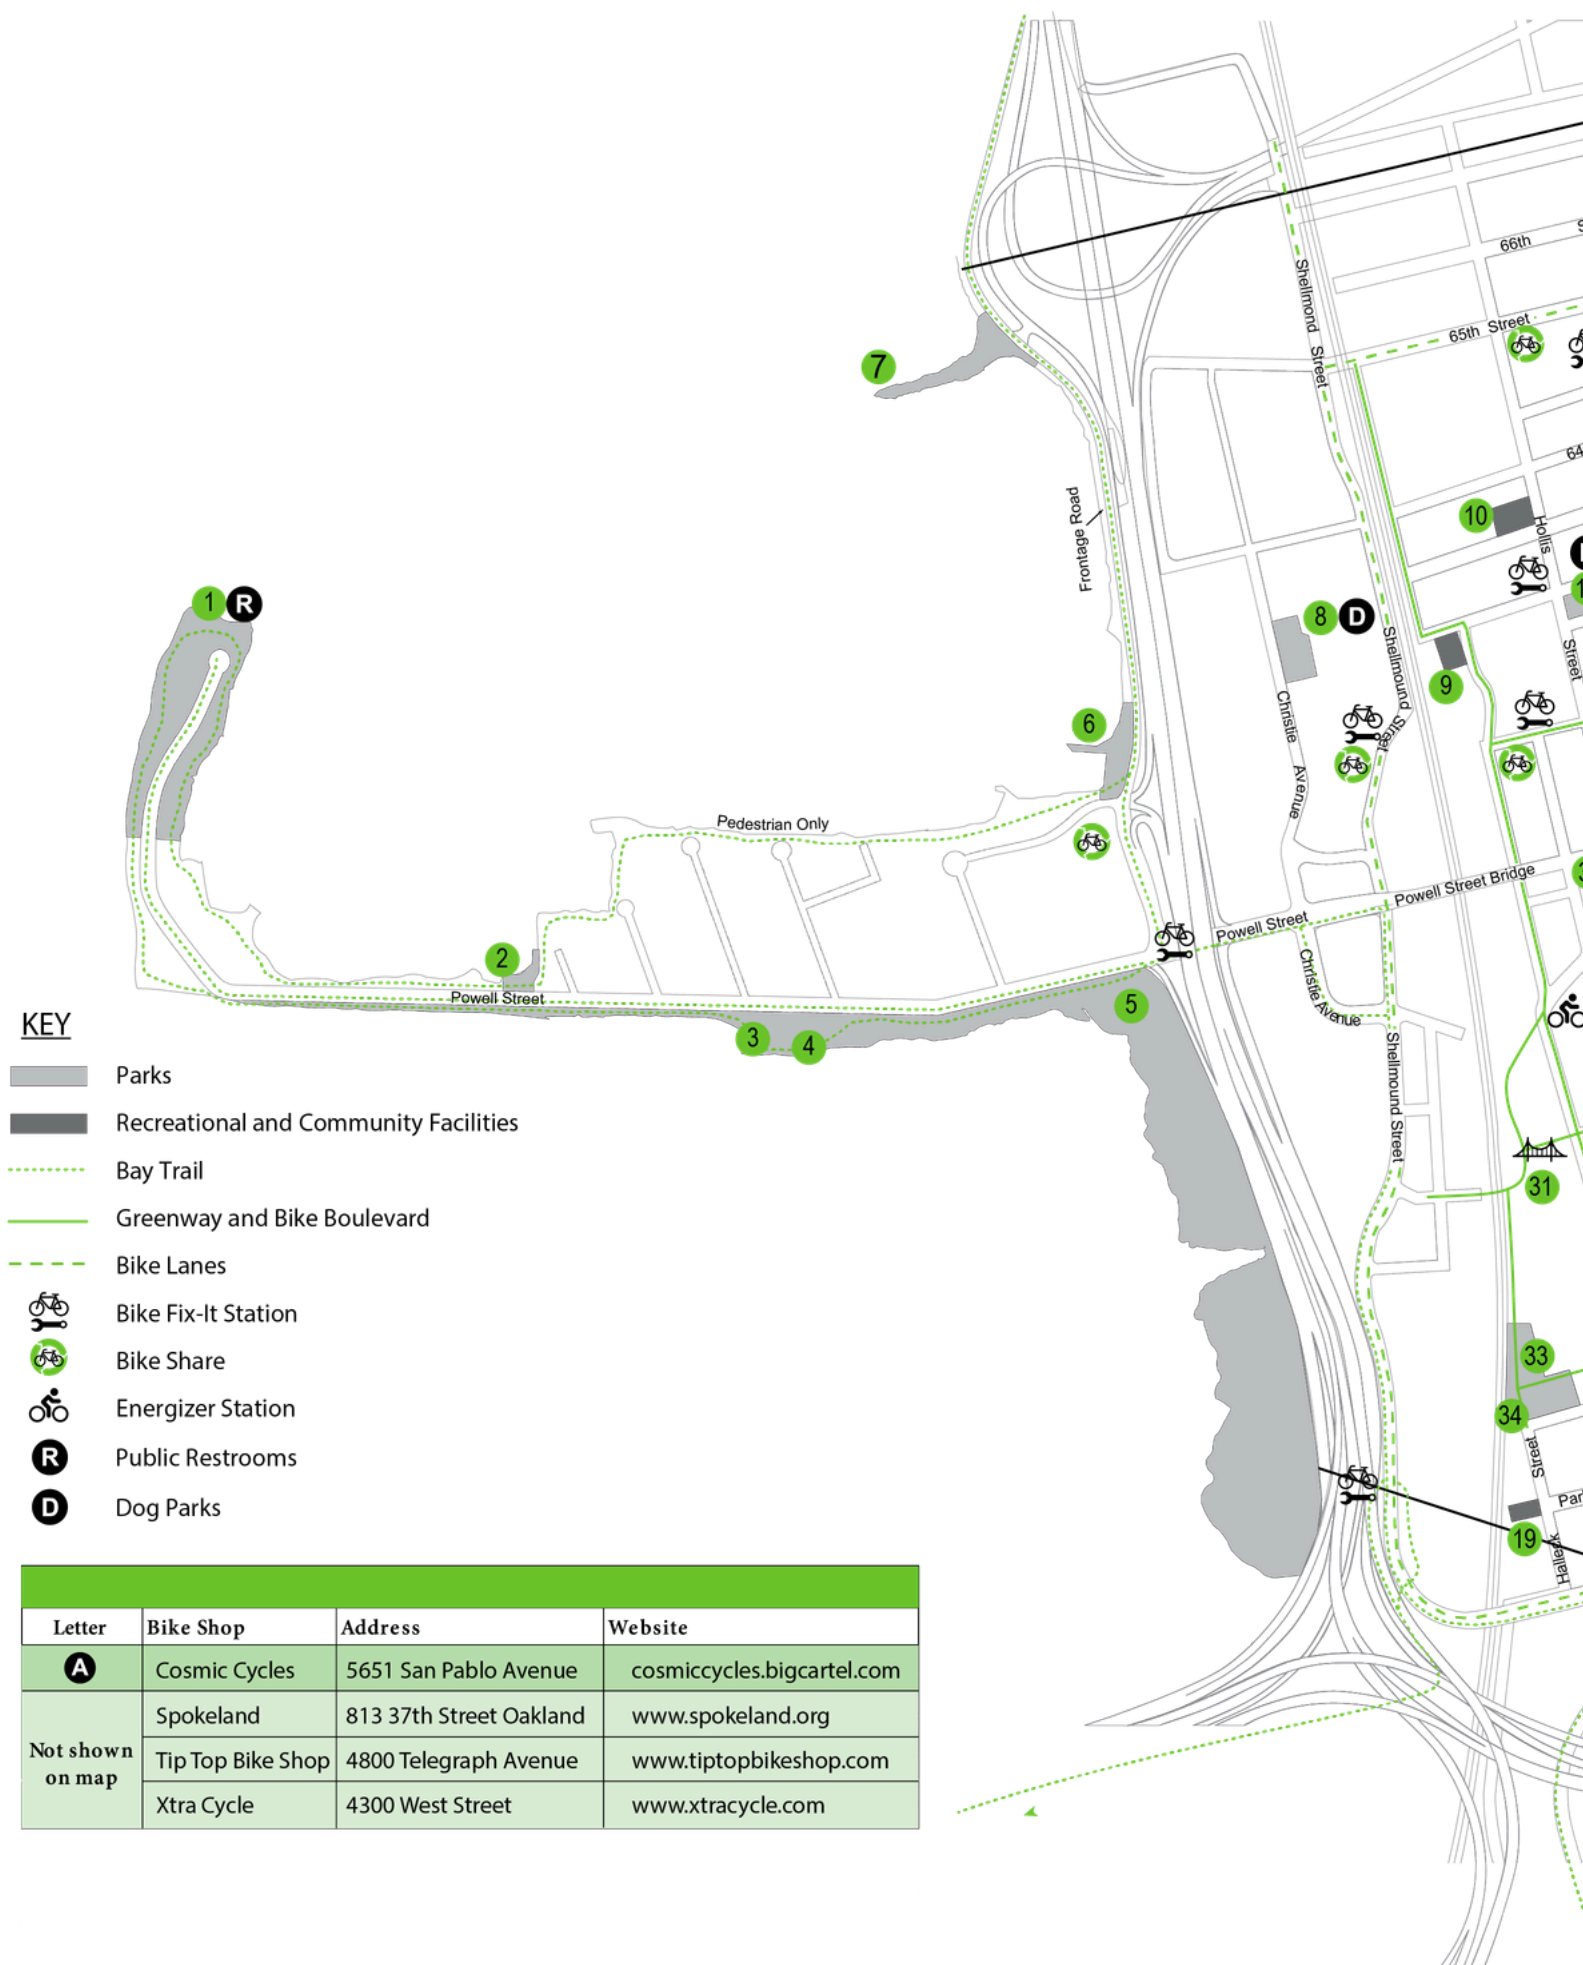 66th
S
Shellmond Street
65th Street
7
64
Frontage Road
10
Hollis
1
R
8
D
Shellmound Street
9
Street
6
Christie Avenue
Pedestrian Only
Powell Street Bridge
3
Powell Street
2
Powell Street
5
Christie Avenue
3
4
Shellmound Street
31
33
34
Street
Par
19
Halleck
KEY
Parks
Recreational and Community Facilities
Bay Trail
Greenway and Bike Boulevard
Bike Lanes
Bike Fix-It Station
Bike Share
Energizer Station
R Public Restrooms
D Dog Parks
Letter Bike Shop Address Website
A Cosmic Cycles 5651 San Pablo Avenue cosmiccycles.bigcartel.com
Not shown on map
Spokeland 813 37th Street Oakland www.spokeland.org
Tip Top Bike Shop 4800 Telegraph Avenue www.tiptopbikeshop.com
Xtra Cycle 4300 West Street www.xtracycle.com